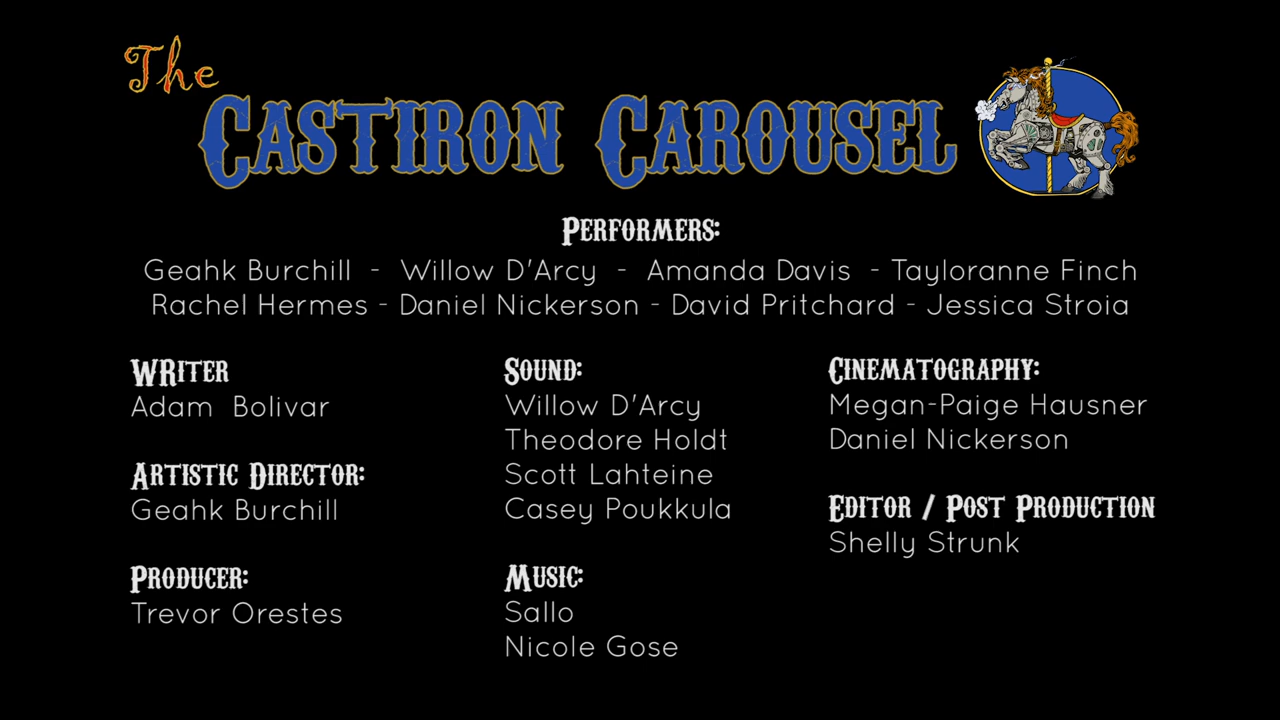 The
CASTIRON CAROUSEL
PERFORMERS:
Geahk Burchill - Willow D'Arcy - Amanda Davis - Tayloranne Finch
Rachel Hermes - Daniel Nickerson - David Pritchard - Jessica Stroia
WRITER
Adam Bolivar
ARTISTIC DIRECTOR:
Geahk Burchill
PRODUCER:
Trevor Orestes
SOUND:
Willow D'Arcy
Theodore Holdt
Scott Lahteine
Casey Poukkula
MUSIC:
Sallo
Nicole Gose
CINEMATOGRAPHY:
Megan-Paige Hausner
Daniel Nickerson
EDITOR / POST PRODUCTION
Shelly Strunk